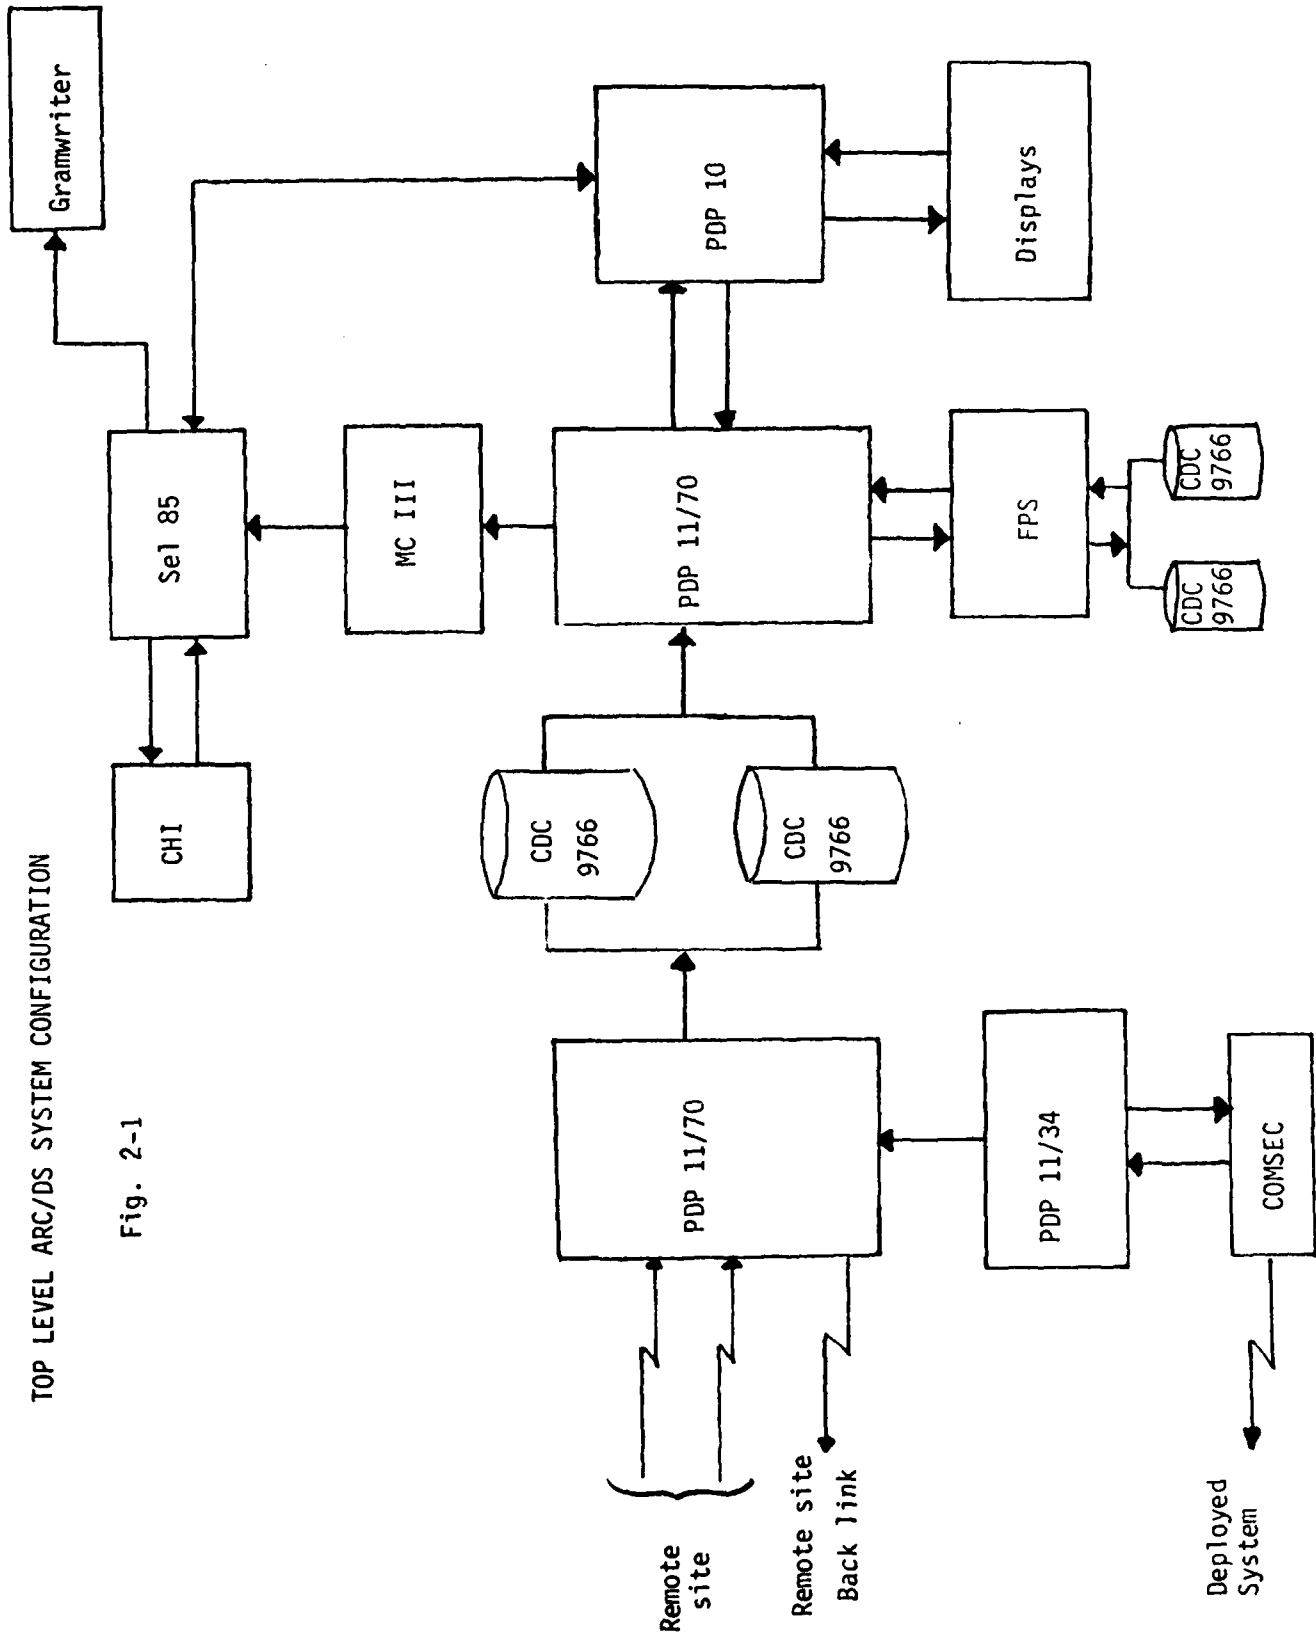 TOP LEVEL ARC/DS SYSTEM CONFIGURATION
Fig. 2-1
Gramwriter
CHI
Sel 85
MC III
PDP 10
Displays
PDP 11/70
FPS
CDC
9766
CDC
9766
CDC
9766
CDC
9766
PDP 11/70
PDP 11/34
COMSEC
Remote
site
Remote site
Back link
Deployed
System